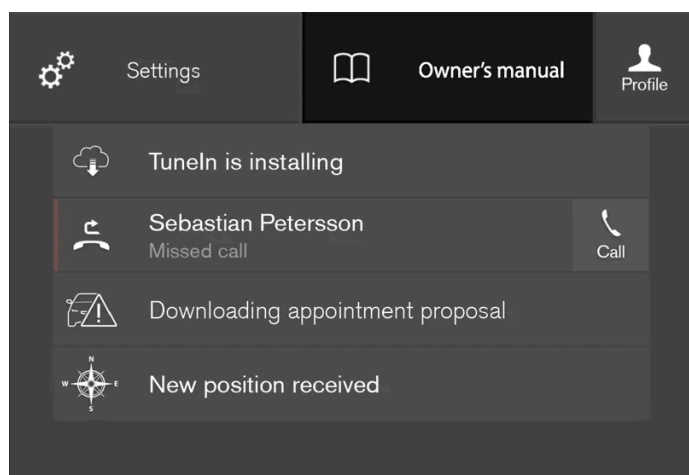 Settings
Owner's manual
Profile
TuneIn is installing
Sebastian Petersson
Missed call
Call
Downloading appointment proposal
N
W E
S
New position received